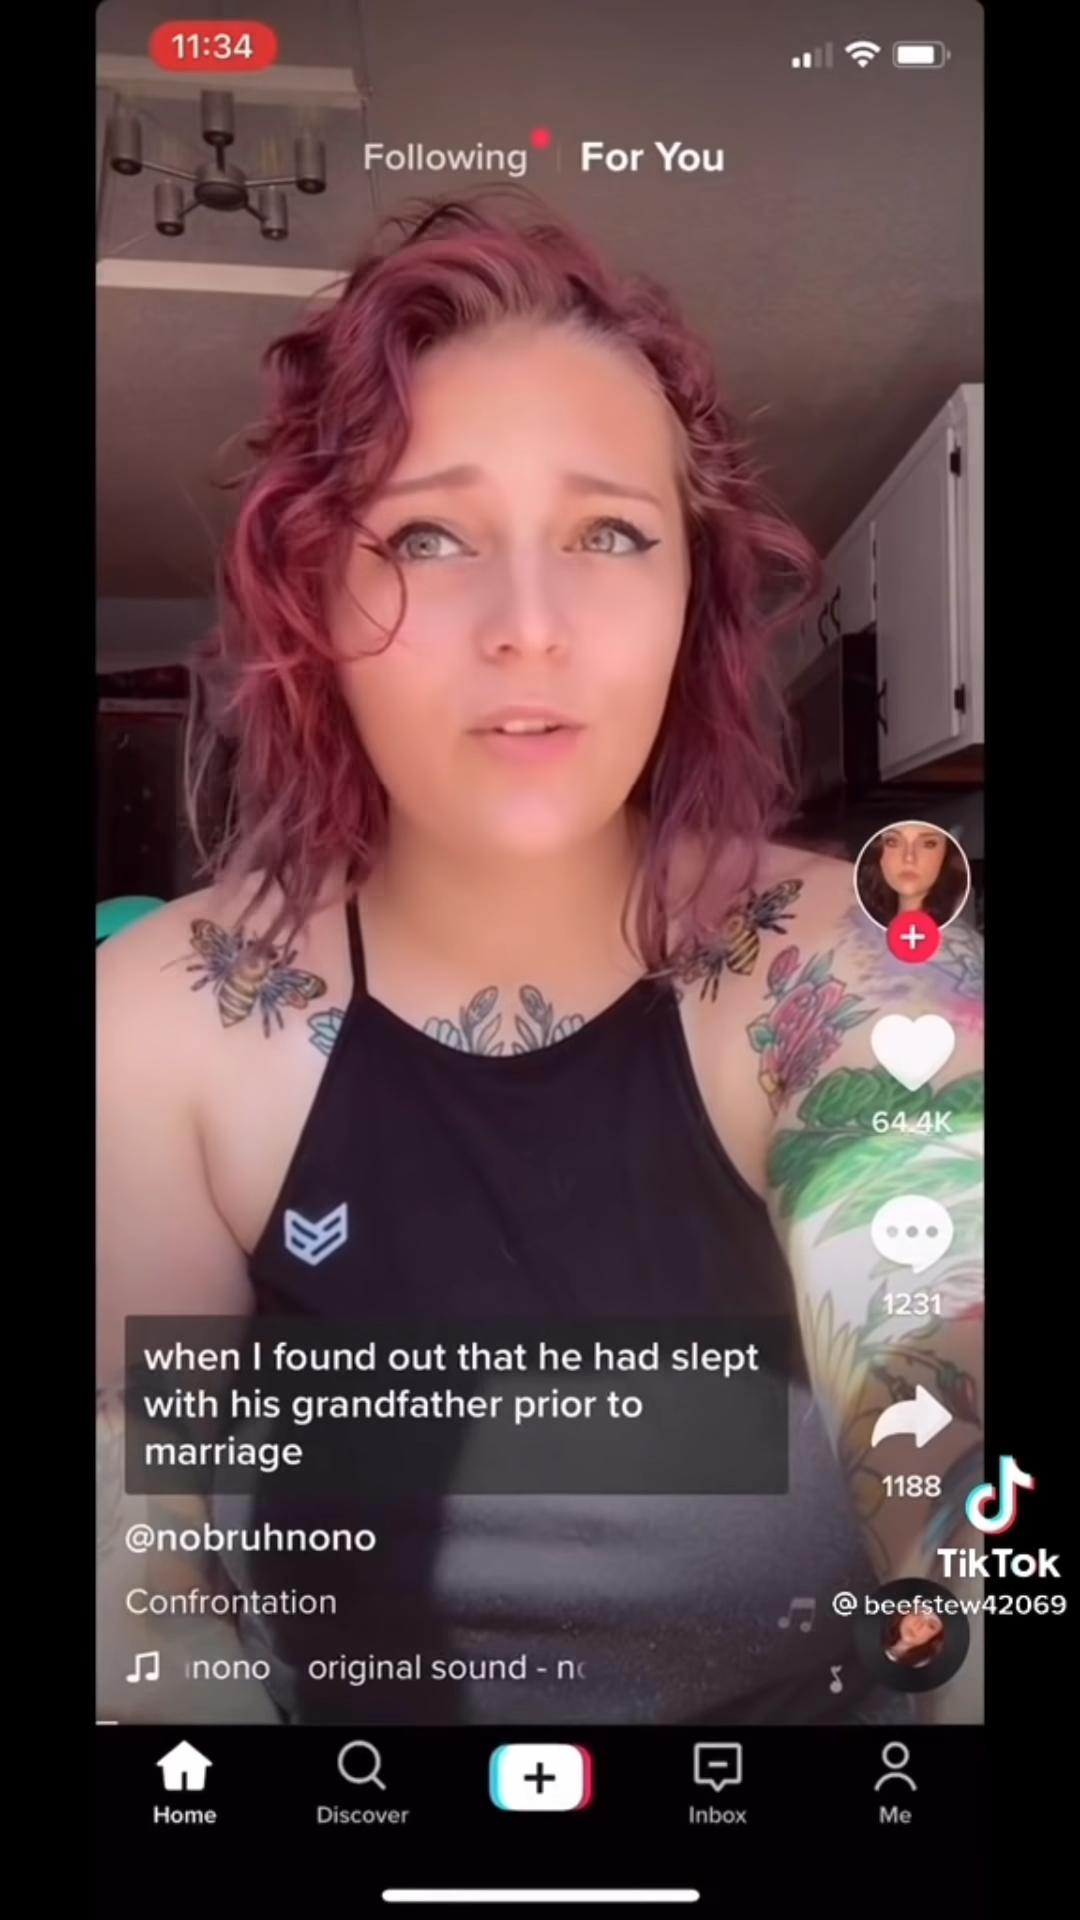 11:34
Following
For You
64.4K
1231
1188
when I found out that he had slept
with his grandfather prior to
marriage
@nobruhnono
Confrontation
nono original sound - n
TikTok
@beefstew42069
Home
Discover
Inbox
Me